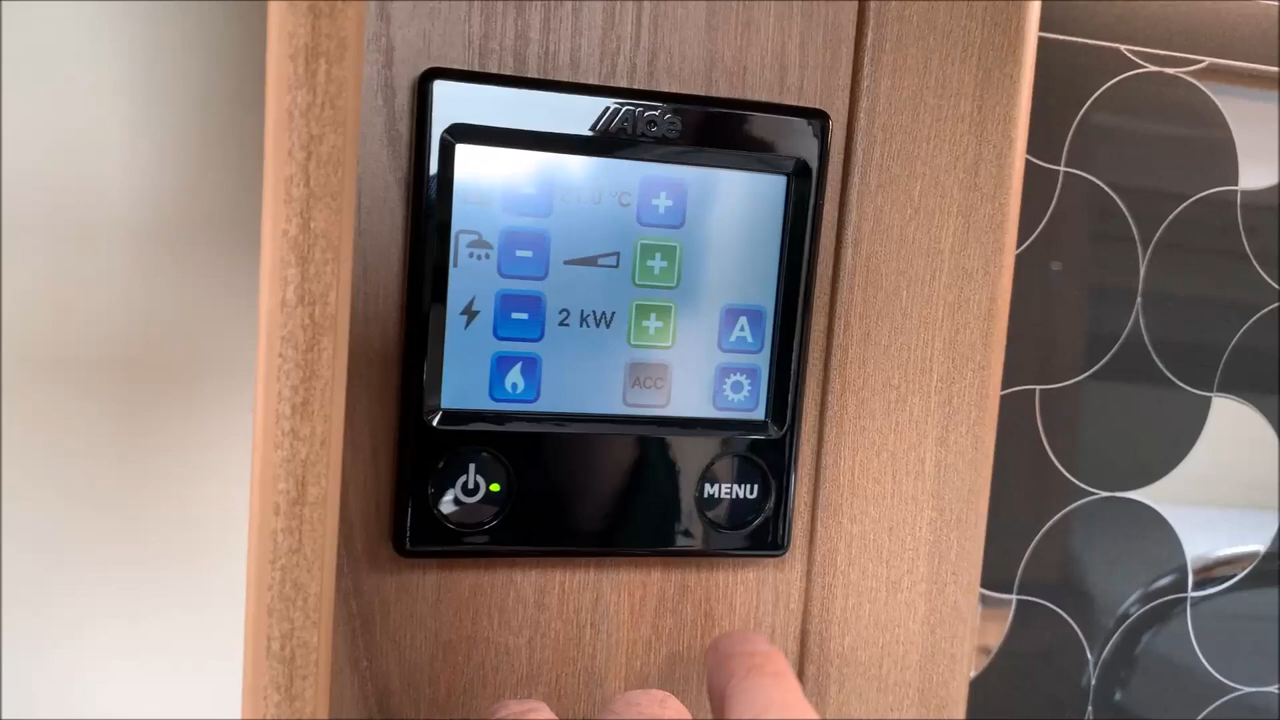 Alde
- °C +
- +
- 2 kW +
A
ACC
MENU